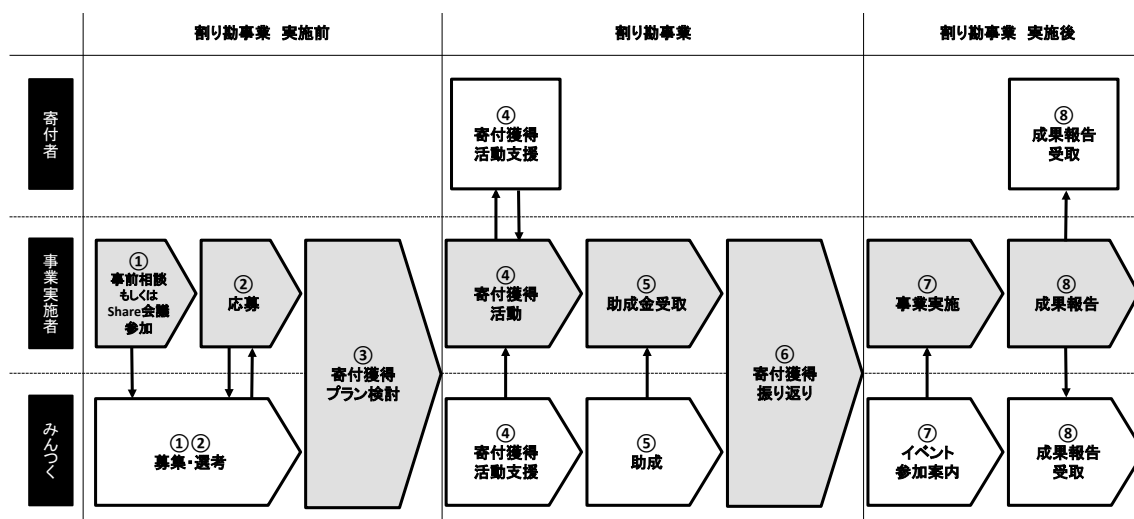 割り勘事業 実施前
割り勘事業
割り勘事業 実施後
寄付者
④
寄付獲得
活動支援
⑧
成果報告
受取
事業実施者
①
事前相談
もしくは
Share会議
参加
②
応募
③
寄付獲得
プラン検討
④
寄付獲得
活動
⑤
助成金受取
⑥
寄付獲得
振り返り
⑦
事業実施
⑧
成果報告
みんつく
①②
募集・選考
④
寄付獲得
活動支援
⑤
助成
⑦
イベント
参加案内
⑧
成果報告
受取